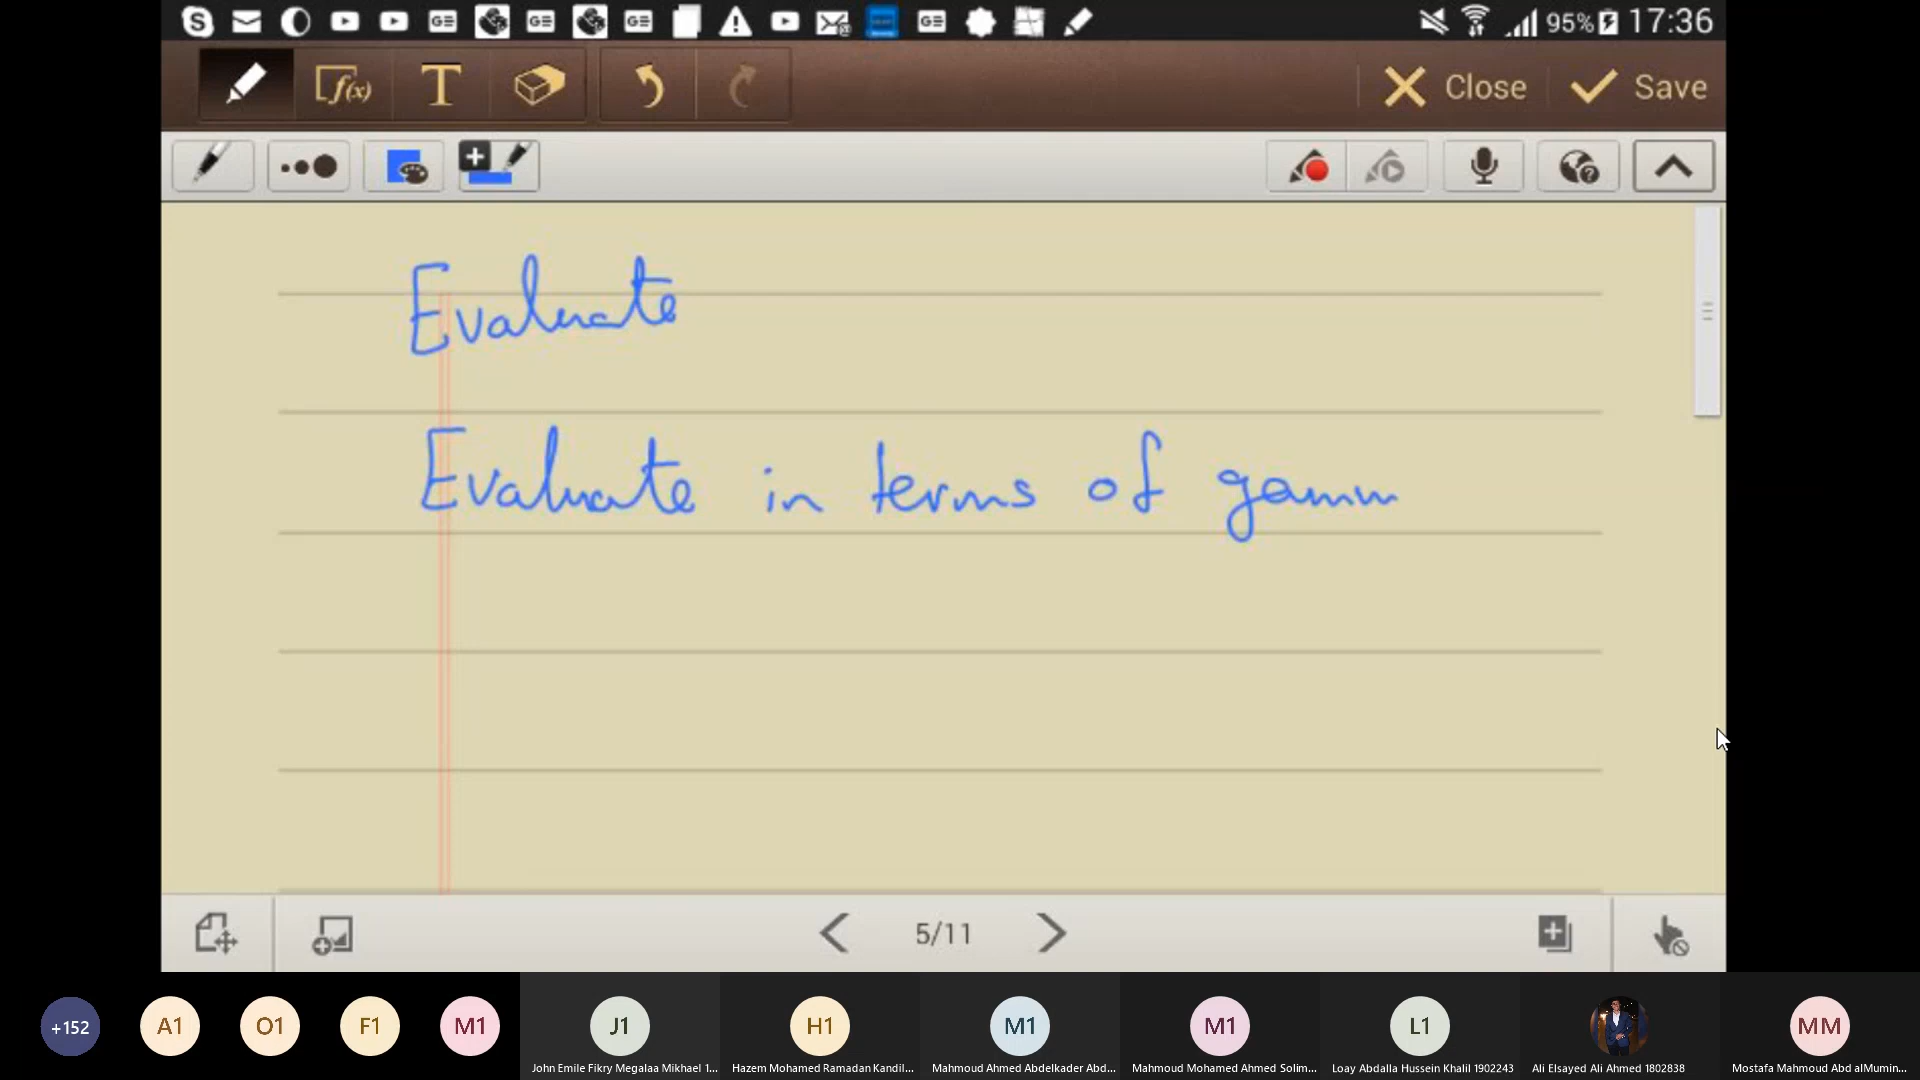 95% 17:36
f(x) T Close Save
Evaluate
Evaluate in terms of gamm
5/11
+152 A1 O1 F1 M1 J1 H1 M1 M1 L1 MM
John Emile Fikry Megalaa Mikhael 1... Hazem Mohamed Ramadan Kandil... Mahmoud Ahmed Abdelkader Abd... Mahmoud Mohamed Ahmed Solim... Loay Abdalla Hussein Khalil 1902243 Ali Elsayed Ali Ahmed 1802838 Mostafa Mahmoud Abd alMumin...